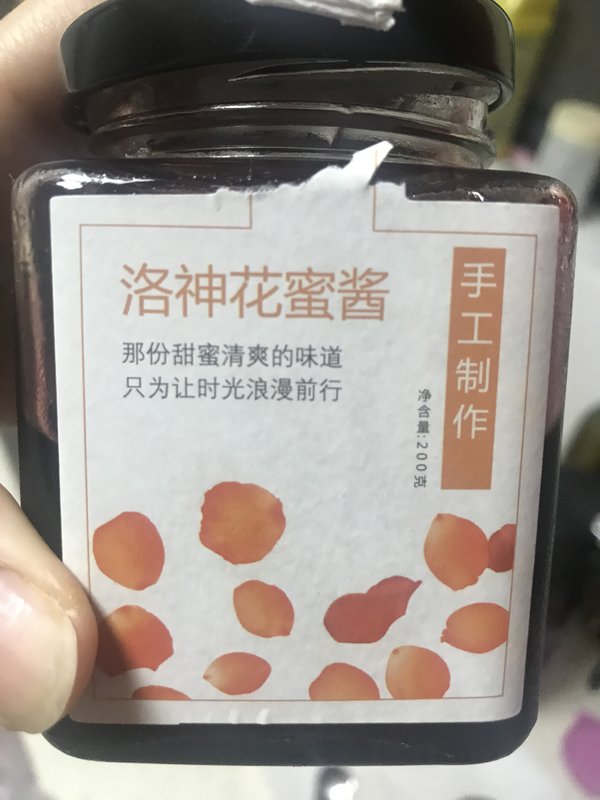 洛神花蜜酱
那份甜蜜清爽的味道
只为让时光浪漫前行
手工制作
净含量:200克